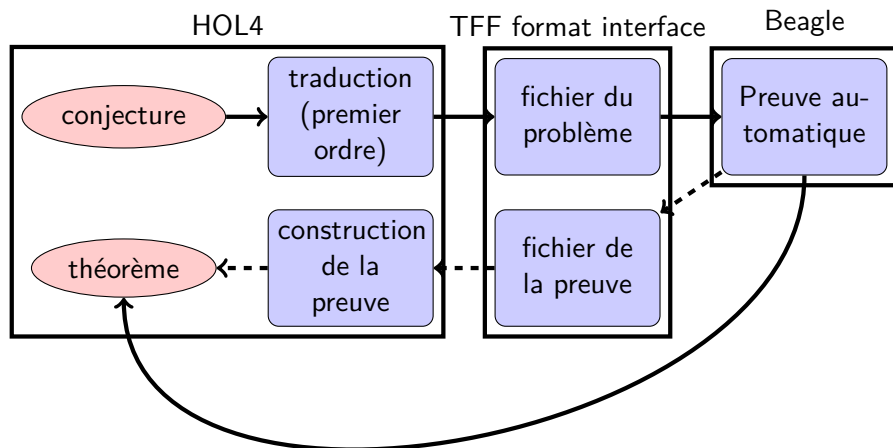 HOL4
TFF format interface
Beagle
conjecture
traduction
(premier
ordre)
fichier du
problème
Preuve au-
tomatique
théorème
construction
de la
preuve
fichier de
la preuve